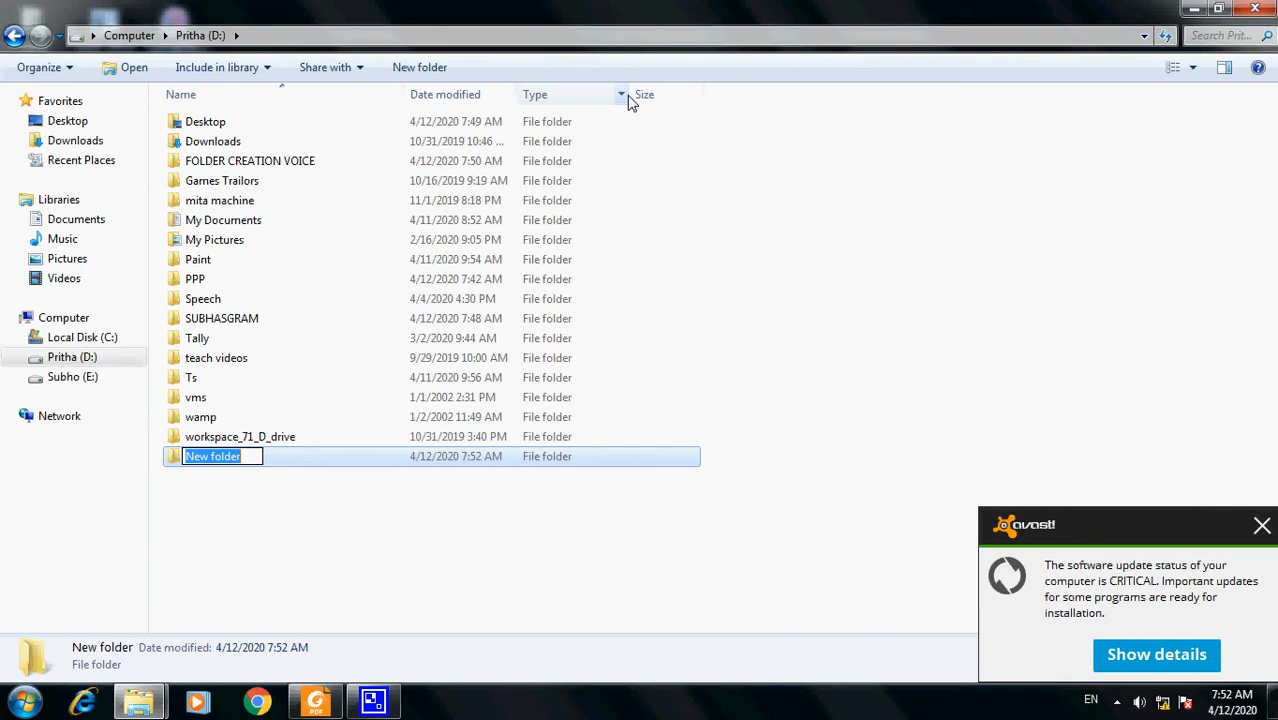 Computer Pritha (D:) Search Prit...
Organize Open Include in library Share with New folder
Name Date modified Type Size
Favorites
Desktop
Downloads
Recent Places
Libraries
Documents
Music
Pictures
Videos
Computer
Local Disk (C:)
Pritha (D:)
Subho (E:)
Network
Desktop 4/12/2020 7:49 AM File folder
Downloads 10/31/2019 10:46 ... File folder
FOLDER CREATION VOICE 4/12/2020 7:50 AM File folder
Games Trailors 10/16/2019 9:19 AM File folder
mita machine 11/1/2019 8:18 PM File folder
My Documents 4/11/2020 8:52 AM File folder
My Pictures 2/16/2020 9:05 PM File folder
Paint 4/11/2020 9:54 AM File folder
PPP 4/12/2020 7:42 AM File folder
Speech 4/4/2020 4:30 PM File folder
SUBHASGRAM 4/12/2020 7:48 AM File folder
Tally 3/2/2020 9:44 AM File folder
teach videos 9/29/2019 10:00 AM File folder
Ts 4/11/2020 9:56 AM File folder
vms 1/1/2002 2:31 PM File folder
wamp 1/2/2002 11:49 AM File folder
workspace_71_D_drive 10/31/2019 3:40 PM File folder
New folder 4/12/2020 7:52 AM File folder
avast!
The software update status of your
computer is CRITICAL. Important updates
for some programs are ready for
installation.
Show details
New folder Date modified: 4/12/2020 7:52 AM
File folder
PDF
EN
7:52 AM
4/12/2020